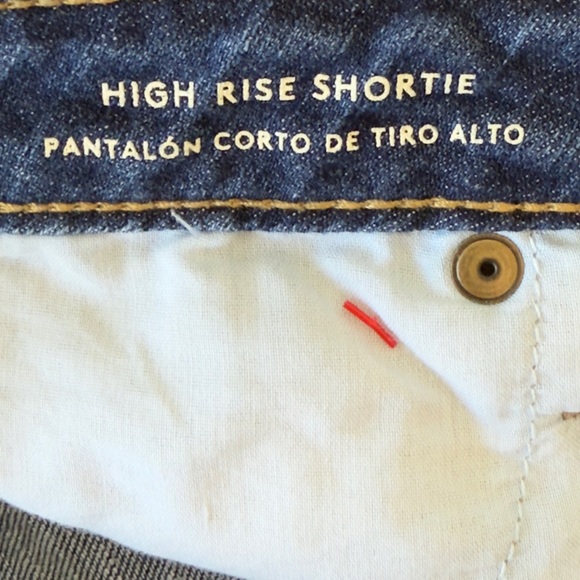 HIGH RISE SHORTIE
PANTALÓN CORTO DE TIRO ALTO